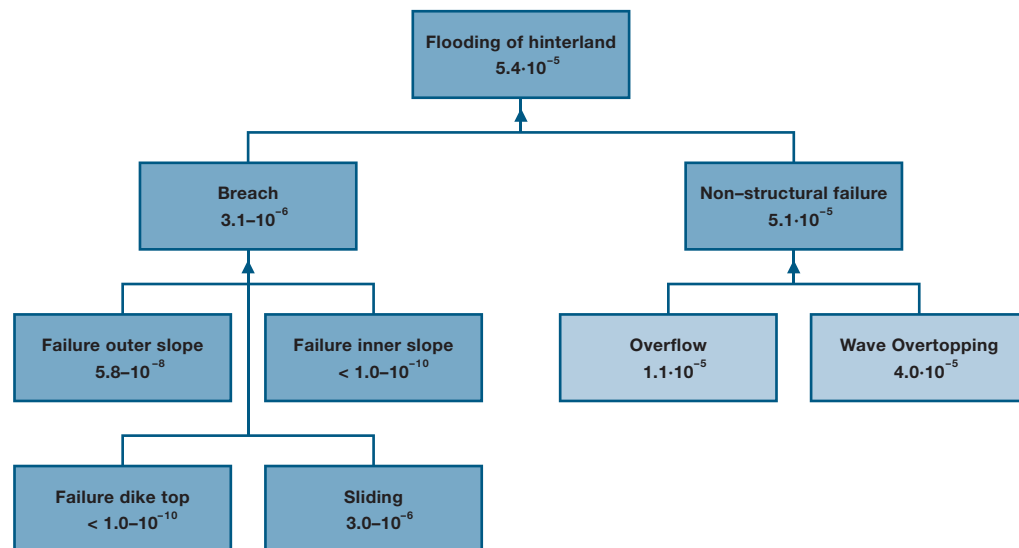 Flooding of hinterland
5.4·10⁻⁵
Breach
3.1–10⁻⁶
Non–structural failure
5.1·10⁻⁵
Failure outer slope
5.8–10⁻⁸
Failure inner slope
< 1.0–10⁻¹⁰
Overflow
1.1·10⁻⁵
Wave Overtopping
4.0·10⁻⁵
Failure dike top
< 1.0–10⁻¹⁰
Sliding
3.0–10⁻⁶